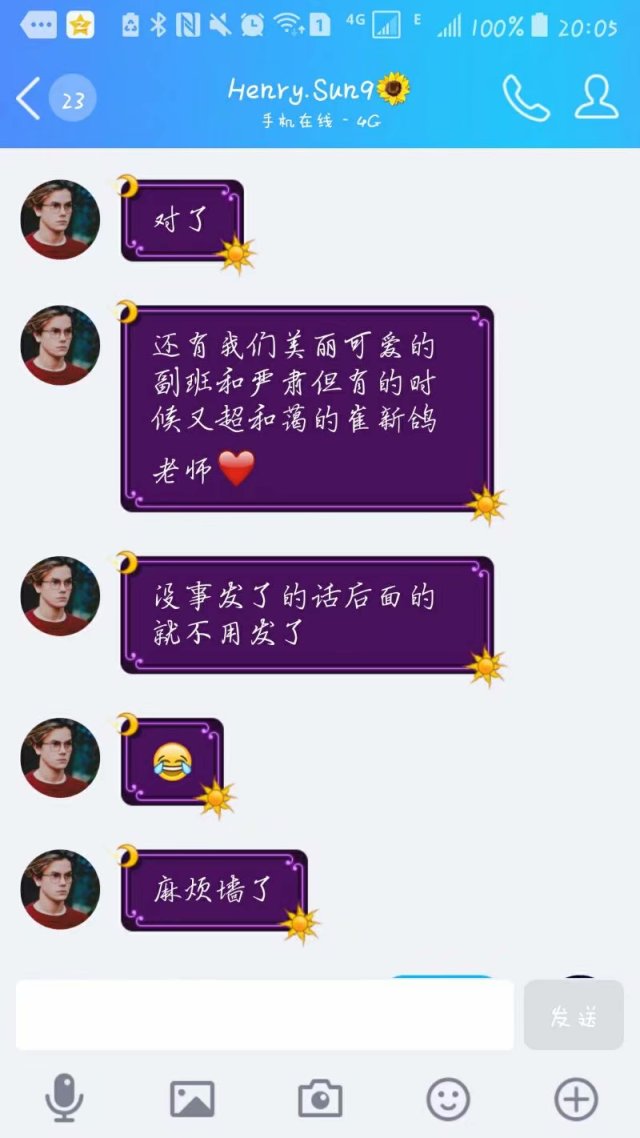 1 4G E 100% 20:05
23
Henry.Sun9
手机在线 - 4G
对了
还有我们美丽可爱的
副班和严肃但有的时
候又超和蔼的崔新鸽
老师
没事发了的话后面的
就不用发了
麻烦墙了
发送